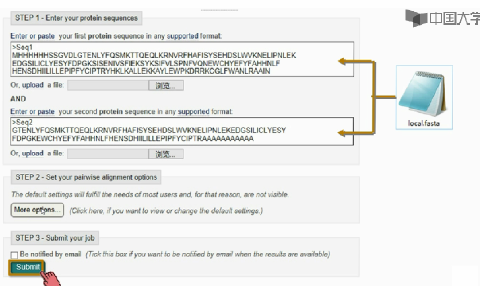 中国大学
STEP 1 - Enter your protein sequences
Enter or paste your first protein sequence in any supported format:
>Seq1
MHHHHHHSSGVDLGTENLYFQSMKTTQEQLKRNVRFHAFISYSEHDSLWVKNELIPNLEK
EDGSILICLYESYFDPGKSISENIVSFIEKSYKSIFVLSPNFVQNEWCHYEFYFAHHNLF
HENSDHIILILLEPIPFYCIPTRYHKLKALLEKKAYLEWPKDRRKCGLFWANLRAAIN
Or, upload a file:
浏览...
AND
Enter or paste your second protein sequence in any supported format:
>Seq2
GTENLYFQSMKTTQEQLKRNVRFHAFISYSEHDSLWVKNELIPNLEKEDGSILICLYESY
FDPGKEWCHYEFYFAHHNLFHENSDHIILILLEPIPFYCIPTRAAAAAAAAAAA
Or, upload a file:
浏览...
local.fasta
STEP 2 - Set your pairwise alignment options
The default settings will fulfill the needs of most users and, for that reason, are not visible.
More options... (Click here, if you want to view or change the default settings.)
STEP 3 - Submit your job
Be notified by email (Tick this box if you want to be notified by email when the results are available)
Submit